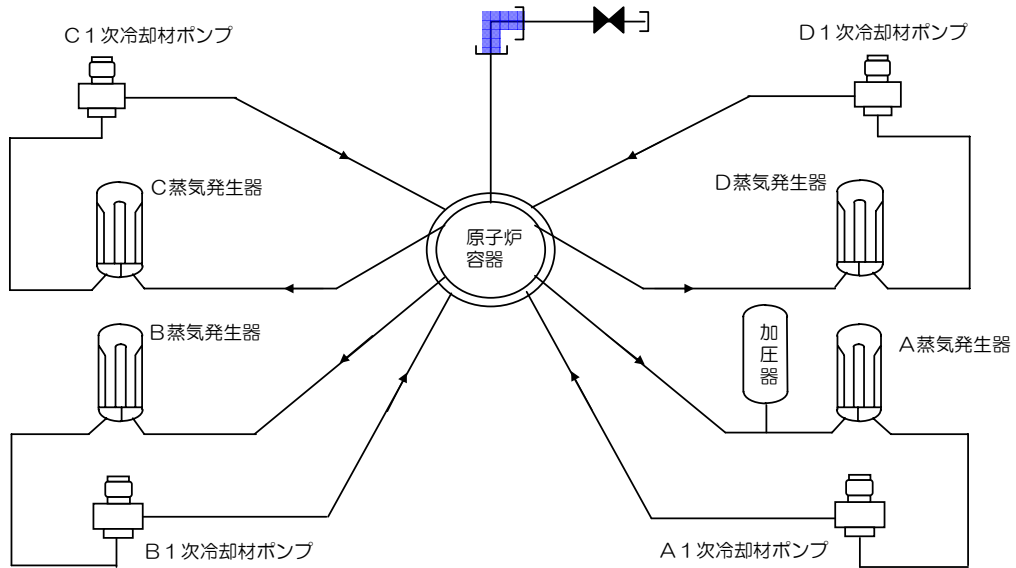 C1次冷却材ポンプ
D1次冷却材ポンプ
C蒸気発生器
D蒸気発生器
原子炉
容器
B蒸気発生器
加
圧
器
A蒸気発生器
B1次冷却材ポンプ
A1次冷却材ポンプ